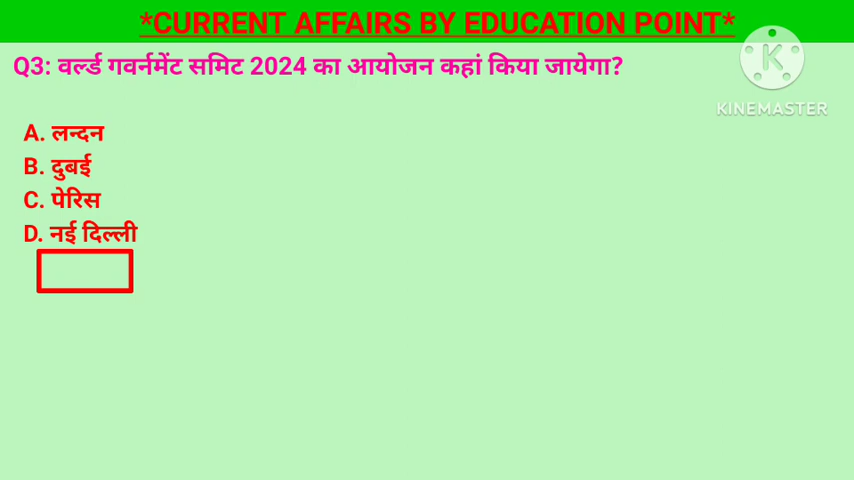 *CURRENT AFFAIRS BY EDUCATION POINT*
Q3: वर्ल्ड गवर्नमेंट समिट 2024 का आयोजन कहां किया जायेगा?
K
KINEMASTER
A. लन्दन
B. दुबई
C. पेरिस
D. नई दिल्ली